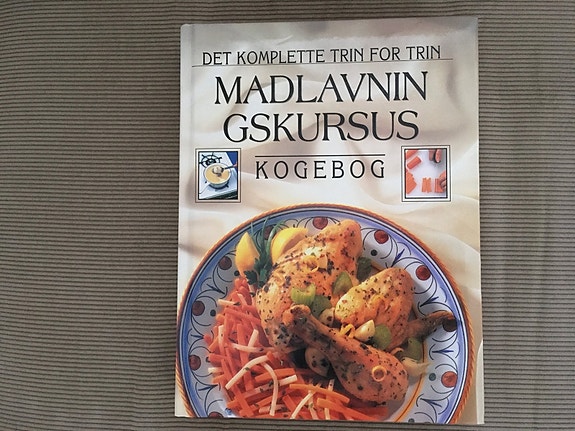 DET KOMPLETTE TRIN FOR TRIN
MADLAVNIN
GSKURSUS
KOGEBOG